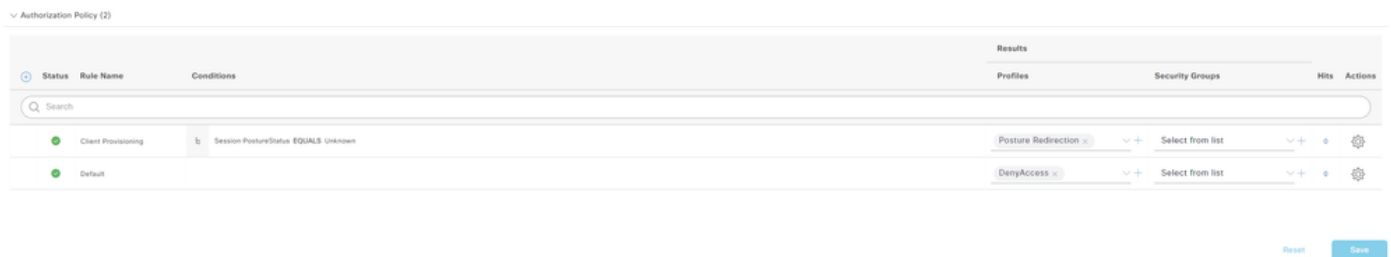 Authorization Policy (2)
Results
Status Rule Name Conditions Profiles Security Groups Hits Actions
Search
Client Provisioning Session·PostureStatus EQUALS Unknown Posture Redirection × Select from list 0
Default DenyAccess × Select from list 0
Reset Save